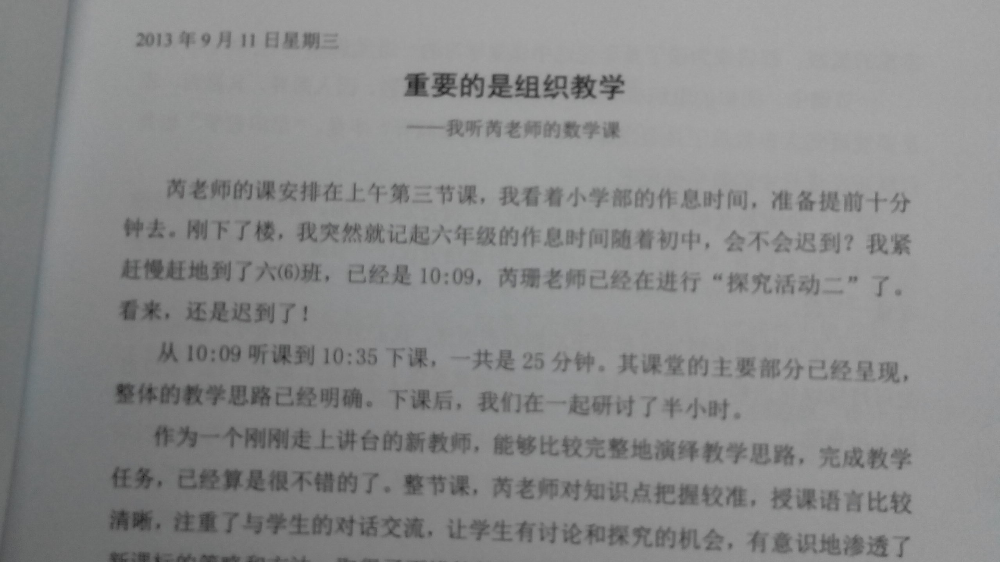 2013 年 9 月 11 日星期三
重要的是组织教学
——我听芮老师的数学课
芮老师的课安排在上午第三节课，我看着小学部的作息时间，准备提前十分
钟去。刚下了楼，我突然就记起六年级的作息时间随着初中，会不会迟到？我紧
赶慢赶地到了六(6)班，已经是 10:09，芮珊老师已经在进行“探究活动二”了。
看来，还是迟到了！
从 10:09 听课到 10:35 下课，一共是 25 分钟。其课堂的主要部分已经呈现，
整体的教学思路已经明确。下课后，我们在一起研讨了半小时。
作为一个刚刚走上讲台的新教师，能够比较完整地演绎教学思路，完成教学
任务，已经算是很不错的了。整节课，芮老师对知识点把握较准，授课语言比较
清晰，注重了与学生的对话交流，让学生有讨论和探究的机会，有意识地渗透了
新课标的策略和方法